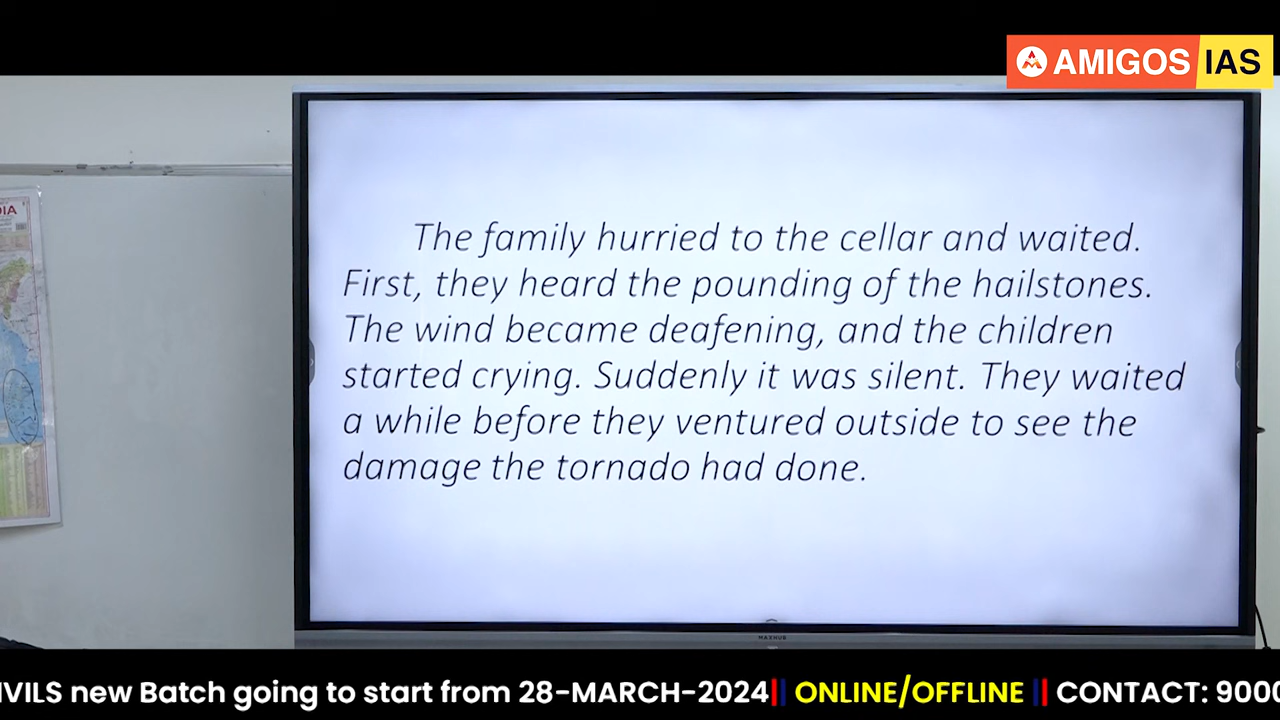 AMIGOS IAS
The family hurried to the cellar and waited.
First, they heard the pounding of the hailstones.
The wind became deafening, and the children
started crying. Suddenly it was silent. They waited
a while before they ventured outside to see the
damage the tornado had done.
MAXHUB
IVILS new Batch going to start from 28-MARCH-2024|| ONLINE/OFFLINE || CONTACT: 9000